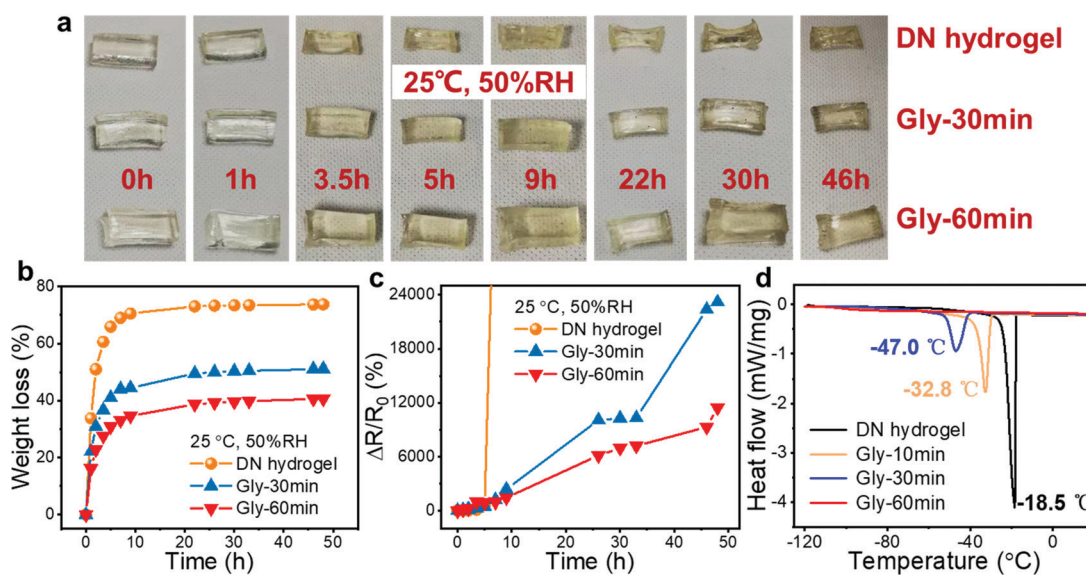 a
DN hydrogel
25℃, 50%RH
Gly-30min
0h 1h 3.5h 5h 9h 22h 30h 46h
Gly-60min
b
Weight loss (%)
80
60
40
20
0
25 °C, 50%RH
DN hydrogel
Gly-30min
Gly-60min
0 10 20 30 40 50
Time (h)
c
ΔR/R0 (%)
24000
18000
12000
6000
0
25 °C, 50%RH
DN hydrogel
Gly-30min
Gly-60min
0 10 20 30 40 50
Time (h)
d
Heat flow (mW/mg)
0
-1
-2
-3
-4
-47.0 ℃
-32.8 ℃
DN hydrogel
Gly-10min
Gly-30min
Gly-60min
-18.5 ℃
-120 -80 -40 0
Temperature (°C)